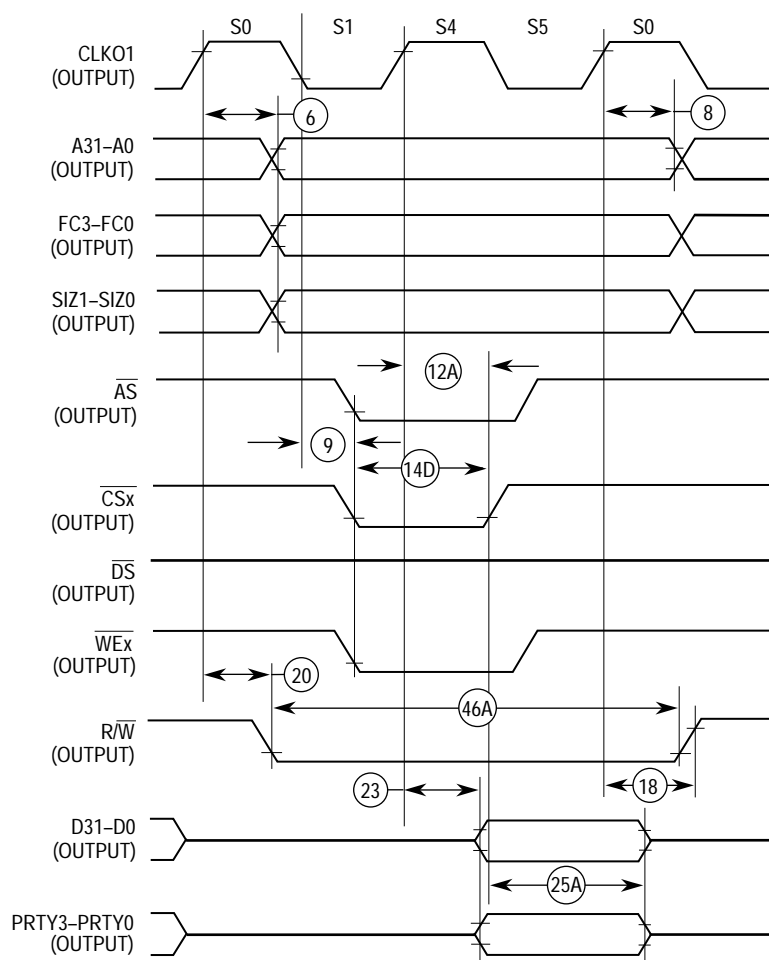 S0 S1 S4 S5 S0
CLKO1
(OUTPUT)
6
8
A31–A0
(OUTPUT)
FC3–FC0
(OUTPUT)
SIZ1–SIZ0
(OUTPUT)
12A
AS
(OUTPUT)
9
14D
CSx
(OUTPUT)
DS
(OUTPUT)
WEx
(OUTPUT)
20
46A
R/W
(OUTPUT)
23
18
D31–D0
(OUTPUT)
25A
PRTY3–PRTY0
(OUTPUT)